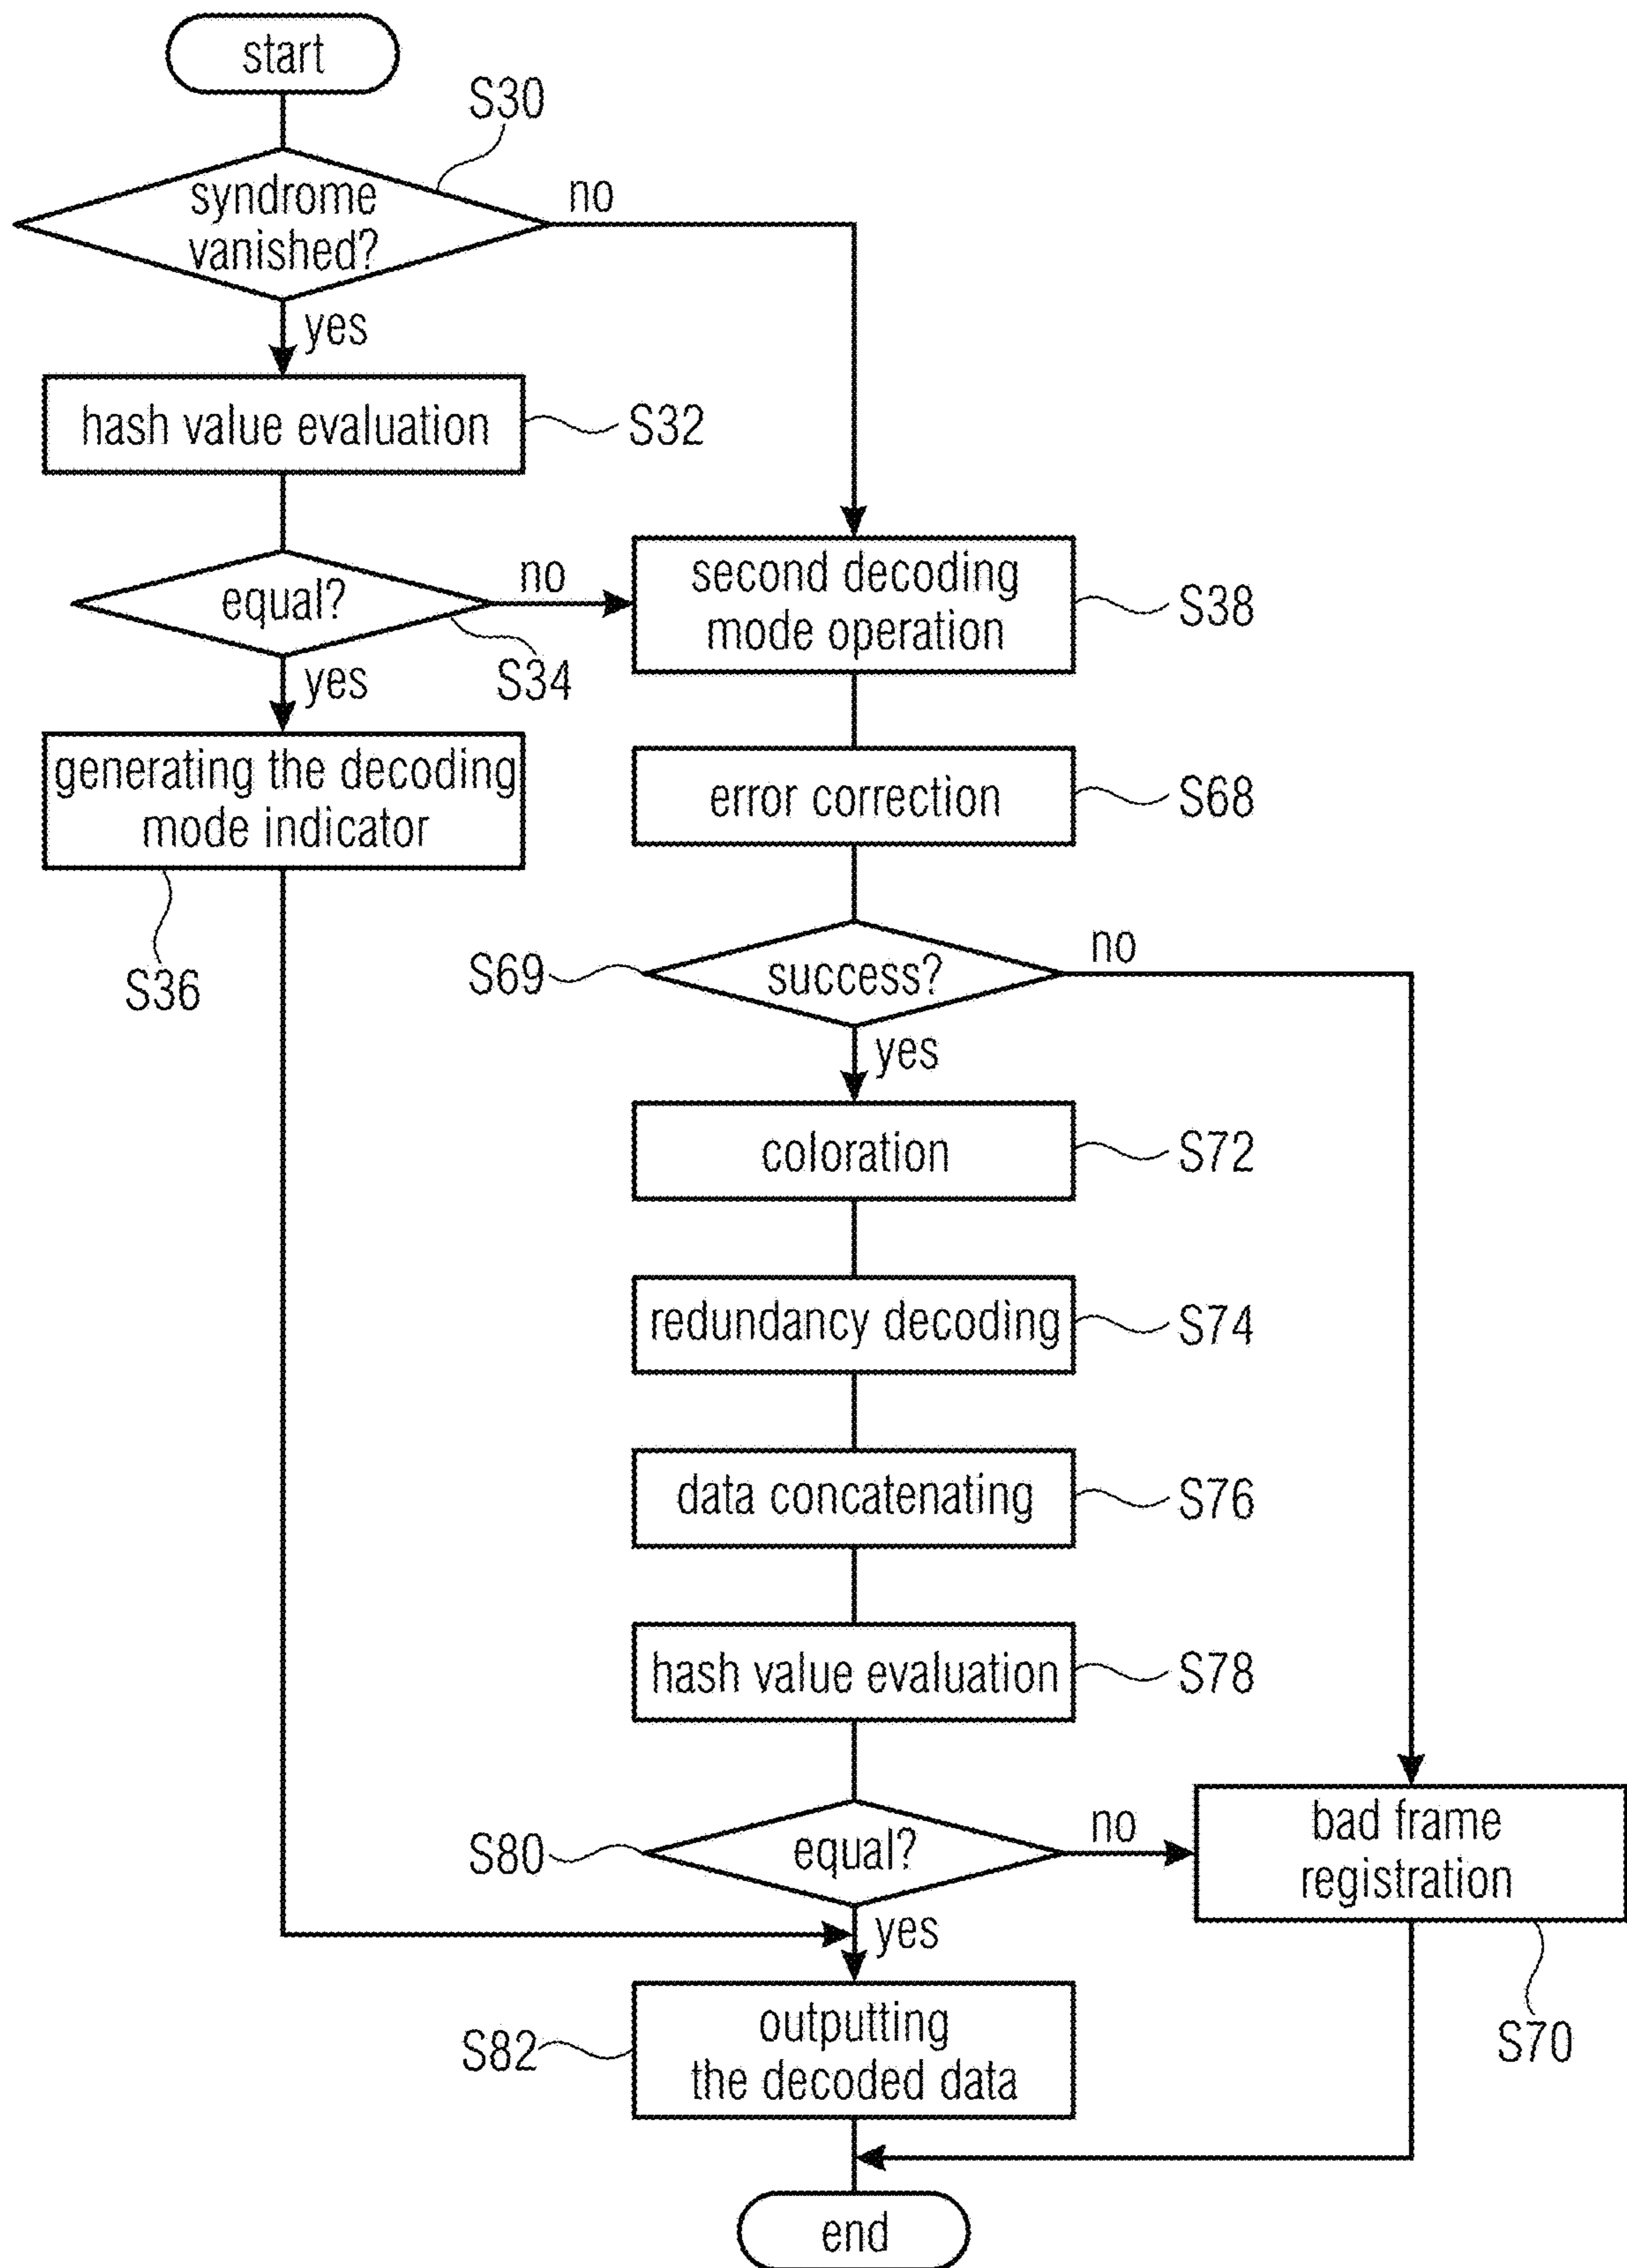 start
S30
syndrome
vanished?
no
yes
hash value evaluation
S32
equal?
no
S34
yes
second decoding
mode operation
S38
generating the decoding
mode indicator
S36
error correction
S68
S69
success?
no
yes
coloration
S72
redundancy decoding
S74
data concatenating
S76
hash value evaluation
S78
S80
equal?
no
yes
bad frame
registration
S70
S82
outputting
the decoded data
end